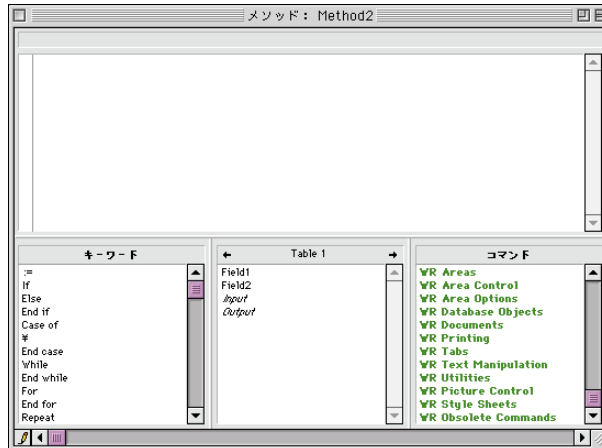 メソッド： Method2
キーワード
:=
If
Else
End if
Case of
¥
End case
While
End while
For
End for
Repeat
← Table 1 →
Field1
Field2
Input
Output
コマンド
WR Areas
WR Area Control
WR Area Options
WR Database Objects
WR Documents
WR Printing
WR Tabs
WR Text Manipulation
WR Utilities
WR Picture Control
WR Style Sheets
WR Obsolete Commands